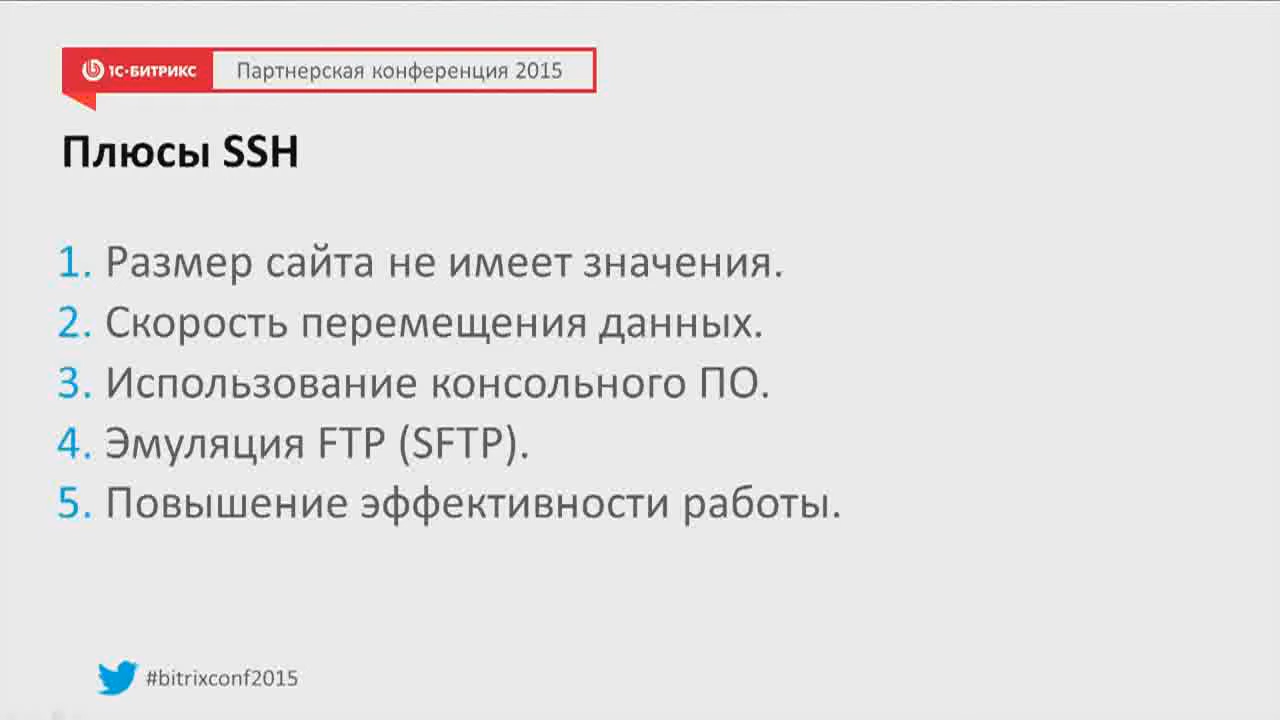 1С-БИТРИКС Партнерская конференция 2015
Плюсы SSH
1. Размер сайта не имеет значения.
2. Скорость перемещения данных.
3. Использование консольного ПО.
4. Эмуляция FTP (SFTP).
5. Повышение эффективности работы.
#bitrixconf2015